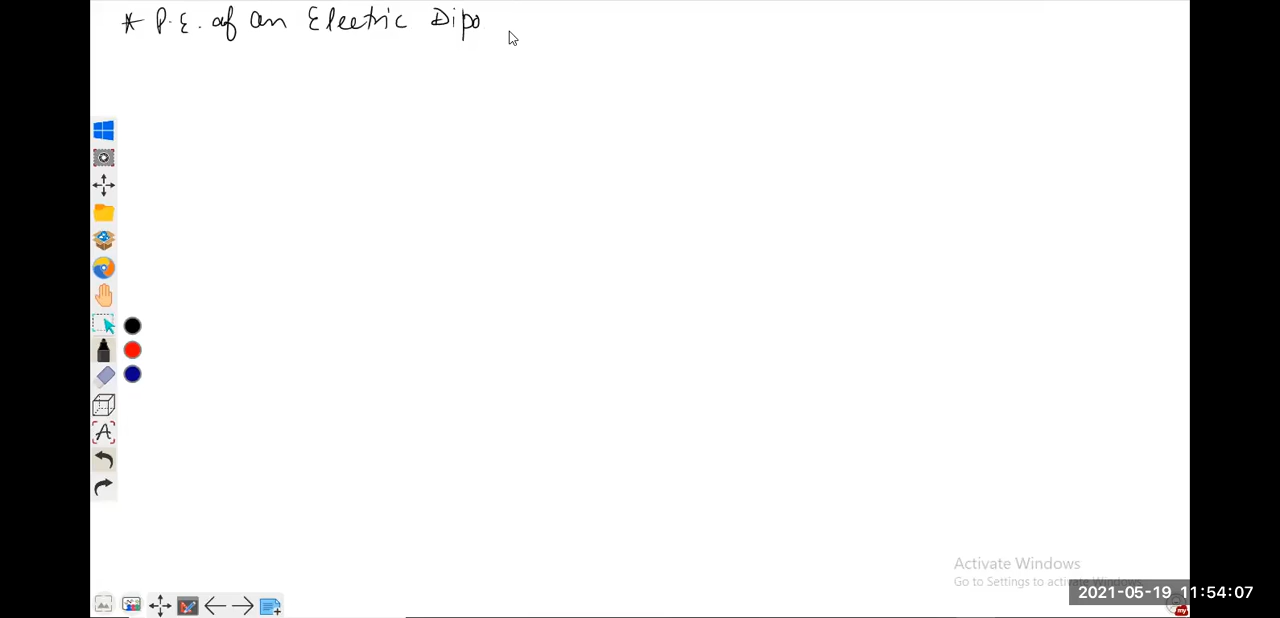 * P.E. of an Electric Dipo
Activate Windows
Go to Settings to activate Windows.
2021-05-19 11:54:07